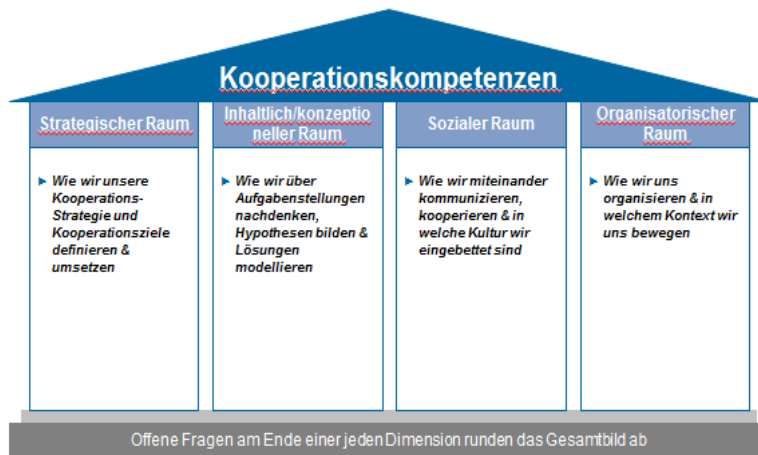 Kooperationskompetenzen
Strategischer Raum
Wie wir unsere
Kooperations-
Strategie und
Kooperationsziele
definieren &
umsetzen
Inhaltlich/konzeptio
neller Raum
Wie wir über
Aufgabenstellungen
nachdenken,
Hypothesen bilden &
Lösungen
modellieren
Sozialer Raum
Wie wir miteinander
kommunizieren,
kooperieren & in
welche Kultur wir
eingebettet sind
Organisatorischer
Raum
Wie wir uns
organisieren & in
welchem Kontext wir
uns bewegen
Offene Fragen am Ende einer jeden Dimension runden das Gesamtbild ab